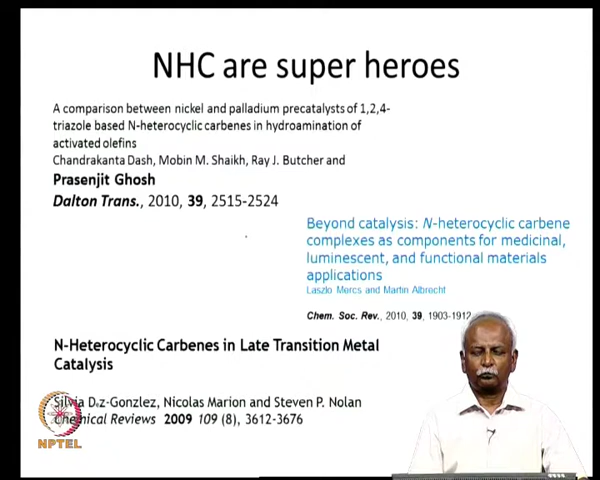 NHC are super heroes
A comparison between nickel and palladium precatalysts of 1,2,4-
triazole based N-heterocyclic carbenes in hydroamination of
activated olefins
Chandrakanta Dash, Mobin M. Shaikh, Ray J. Butcher and
Prasenjit Ghosh
Dalton Trans., 2010, 39, 2515-2524
Beyond catalysis: N-heterocyclic carbene
complexes as components for medicinal,
luminescent, and functional materials
applications
Laszlo Mercs and Martin Albrecht
Chem. Soc. Rev., 2010, 39, 1903-1912
N-Heterocyclic Carbenes in Late Transition Metal
Catalysis
Silvia D.z-Gonzlez, Nicolas Marion and Steven P. Nolan
Chemical Reviews 2009 109 (8), 3612-3676
NPTEL